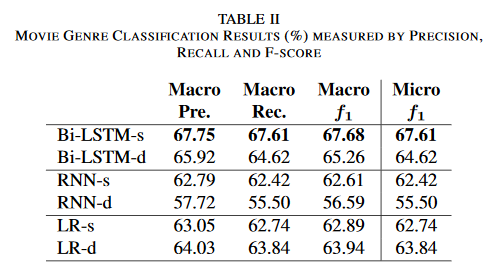 TABLE II
MOVIE GENRE CLASSIFICATION RESULTS (%) MEASURED BY PRECISION,
RECALL AND F-SCORE
Macro Macro Macro Micro
Pre. Rec. f1 f1
Bi-LSTM-s 67.75 67.61 67.68 67.61
Bi-LSTM-d 65.92 64.62 65.26 64.62
RNN-s 62.79 62.42 62.61 62.42
RNN-d 57.72 55.50 56.59 55.50
LR-s 63.05 62.74 62.89 62.74
LR-d 64.03 63.84 63.94 63.84